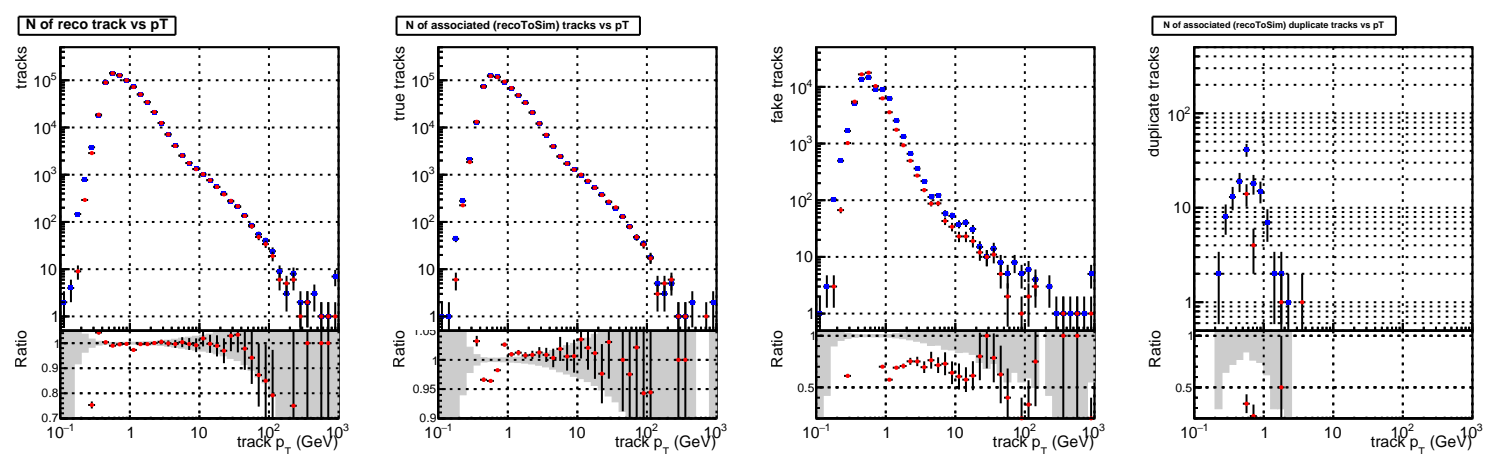 N of reco track vs pT
tracks
10^5
10^4
10^3
10^2
10
1
Ratio
1
0.9
0.8
0.7
10^-1 1 10 10^2 10^3
track p_T (GeV)
N of associated (recoToSim) tracks vs pT
true tracks
10^5
10^4
10^3
10^2
10
1
Ratio
1.05
1.00
0.95
0.9
10^-1 1 10 10^2 10^3
track p_T (GeV)
fake tracks
10^4
10^3
10^2
10
1
Ratio
0.5
10^-1 1 10 10^2 10^3
track p_T (GeV)
N of associated (recoToSim) duplicate tracks vs pT
duplicate tracks
10^2
10
1
Ratio
1
0.5
10^-1 1 10 10^2 10^3
track p_T (GeV)